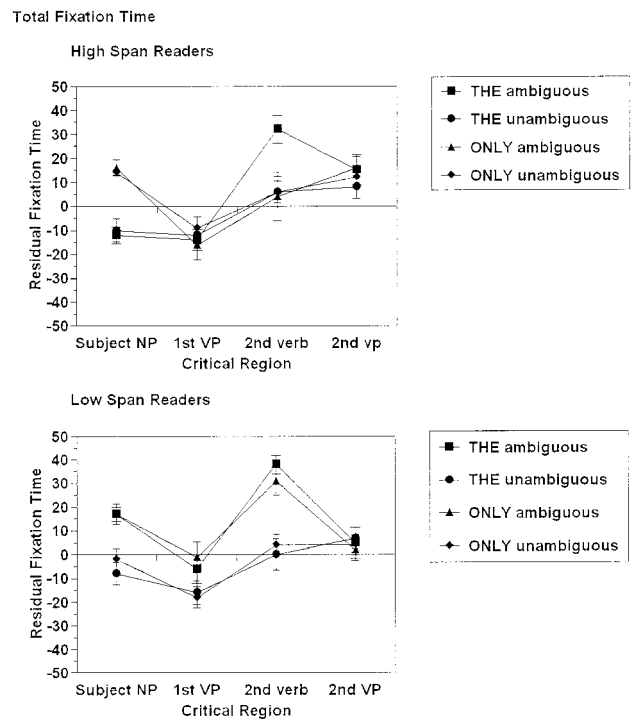 Total Fixation Time
High Span Readers
Residual Fixation Time
50
40
30
20
10
0
-10
-20
-30
-40
-50
Subject NP 1st VP 2nd verb 2nd vp
Critical Region
THE ambiguous
THE unambiguous
ONLY ambiguous
ONLY unambiguous
Low Span Readers
Residual Fixation Time
50
40
30
20
10
0
-10
-20
-30
-40
-50
Subject NP 1st VP 2nd verb 2nd VP
Critical Region
THE ambiguous
THE unambiguous
ONLY ambiguous
ONLY unambiguous